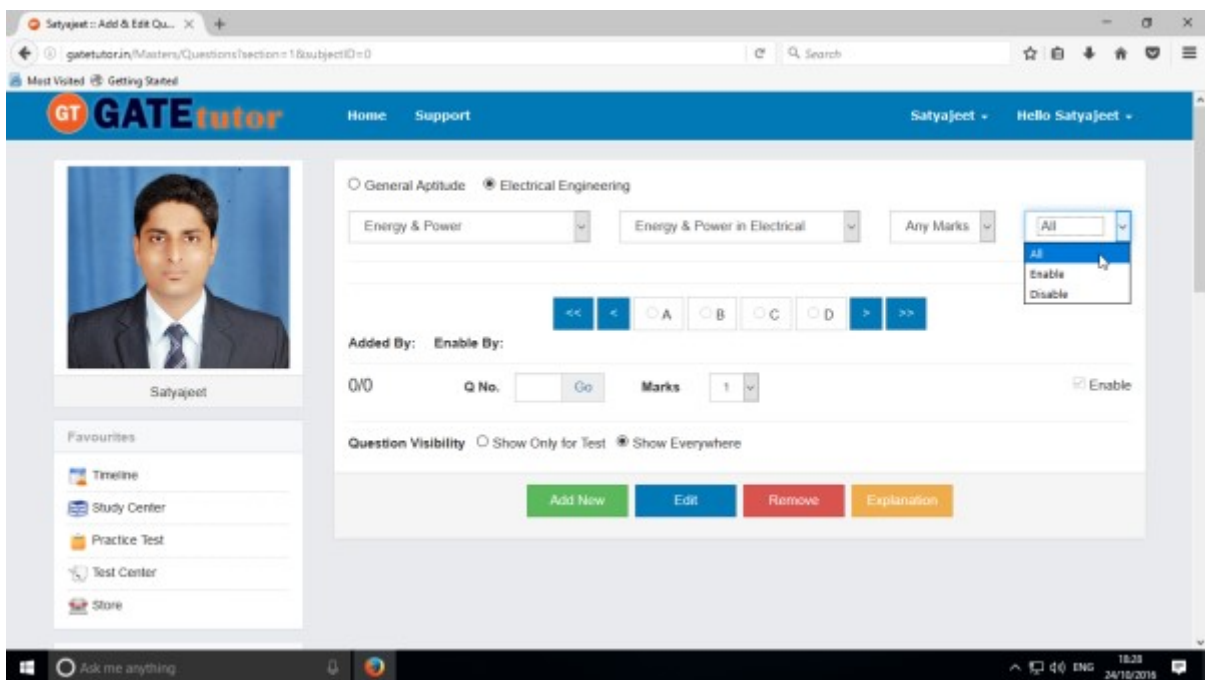 Satyajeet :: Add & Edit Qu...
gatetutor.in/Masters/Questions?section=1&subjectID=0
Search
Most Visited Getting Started
GT GATEtutor Home Support Satyajeet Hello Satyajeet
General Aptitude Electrical Engineering
Energy & Power Energy & Power in Electrical Any Marks All
All
Enable
Disable
<< < A B C D > >>
Added By: Enable By:
0/0 Q No. Go Marks 1 Enable
Question Visibility Show Only for Test Show Everywhere
Add New Edit Remove Explanation
Satyajeet
Favourites
Timeline
Study Center
Practice Test
Test Center
Store
Ask me anything
ENG
18:28
24/10/2016